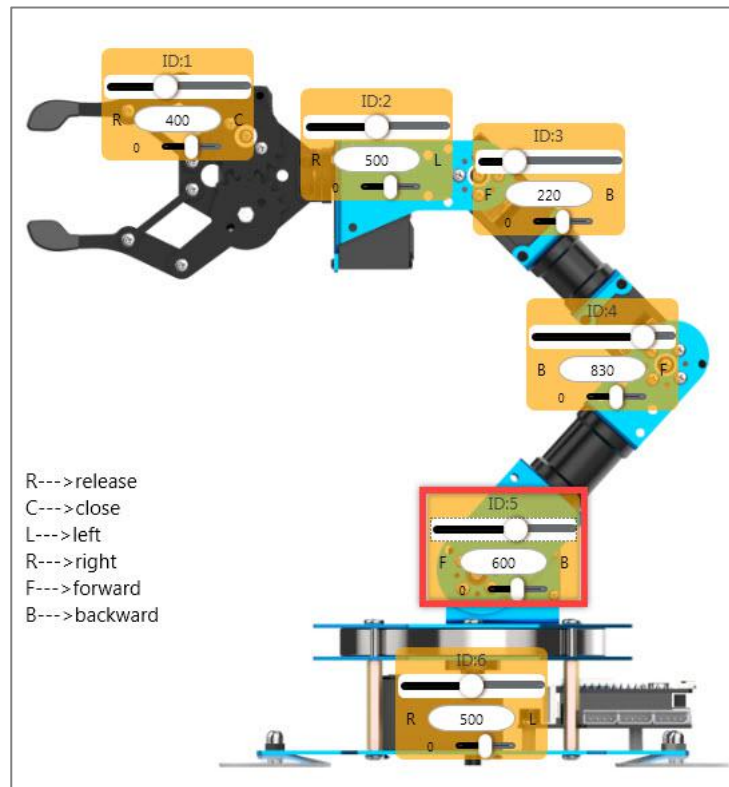 ID:1
R 400 C
0
ID:2
R 500 L
0
ID:3
F 220 B
0
ID:4
B 830 F
0
R--->release
C--->close
L--->left
R--->right
F--->forward
B--->backward
ID:5
F 600 B
0
ID:6
R 500 L
0